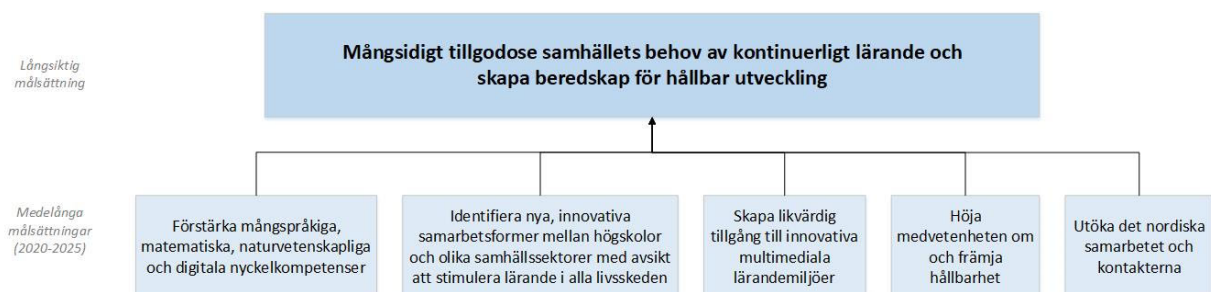 Långsiktig
målsättning
Mångsidigt tillgodose samhällets behov av kontinuerligt lärande och
skapa beredskap för hållbar utveckling
Medelånga
målsättningar
(2020-2025)
Förstärka mångspråkiga,
matematiska, naturvetenskapliga
och digitala nyckelkompetenser
Identifiera nya, innovativa
samarbetsformer mellan högskolor
och olika samhällssektorer med avsikt
att stimulera lärande i alla livsskeden
Skapa likvärdig
tillgång till innovativa
multimediala
lärandemiljöer
Höja
medvetenheten om
och främja
hållbarhet
Utöka det nordiska
samarbetet och
kontakterna